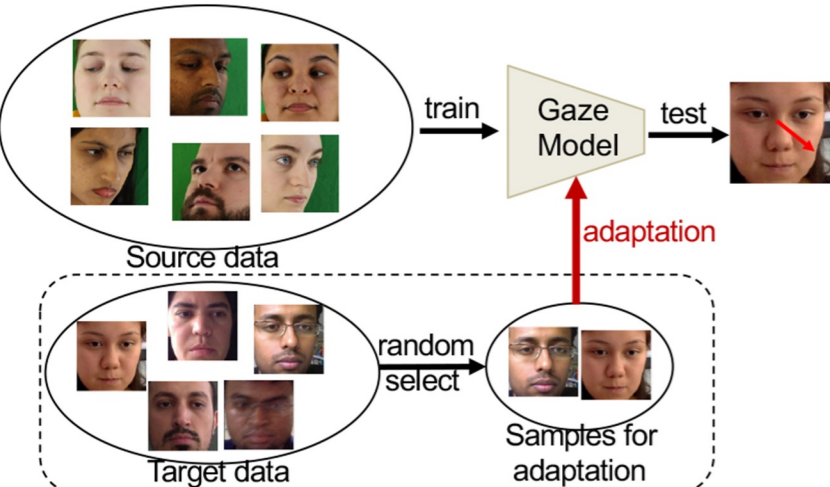 train
Gaze
Model
test
adaptation
Source data
random
select
Samples for
adaptation
Target data